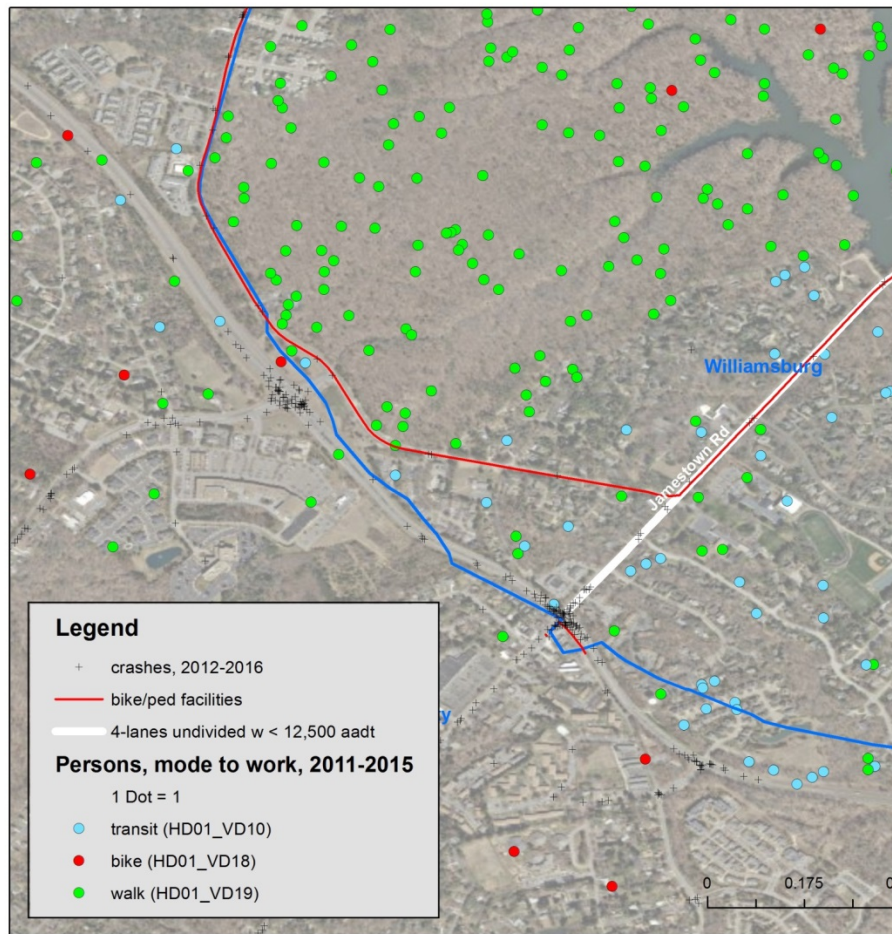 Williamsburg
Jamestown Rd
Legend
crashes, 2012-2016
bike/ped facilities
4-lanes undivided w < 12,500 aadt
Persons, mode to work, 2011-2015
1 Dot = 1
transit (HD01_VD10)
bike (HD01_VD18)
walk (HD01_VD19)
0 0.175